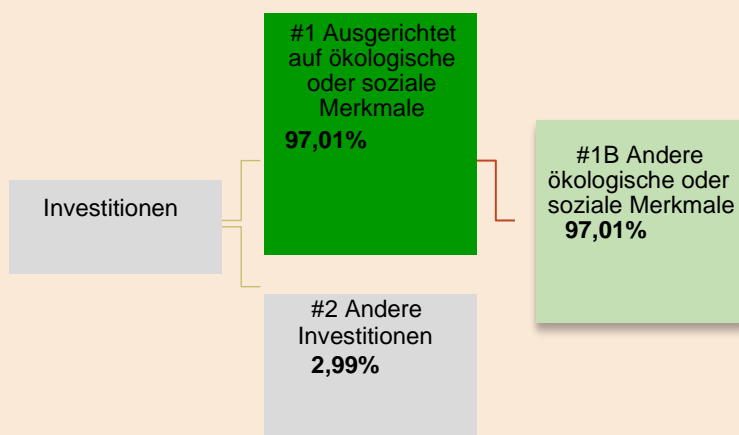 #1 Ausgerichtet
auf ökologische
oder soziale
Merkmale
97,01%
#1B Andere
ökologische oder
soziale Merkmale
97,01%
Investitionen
#2 Andere
Investitionen
2,99%